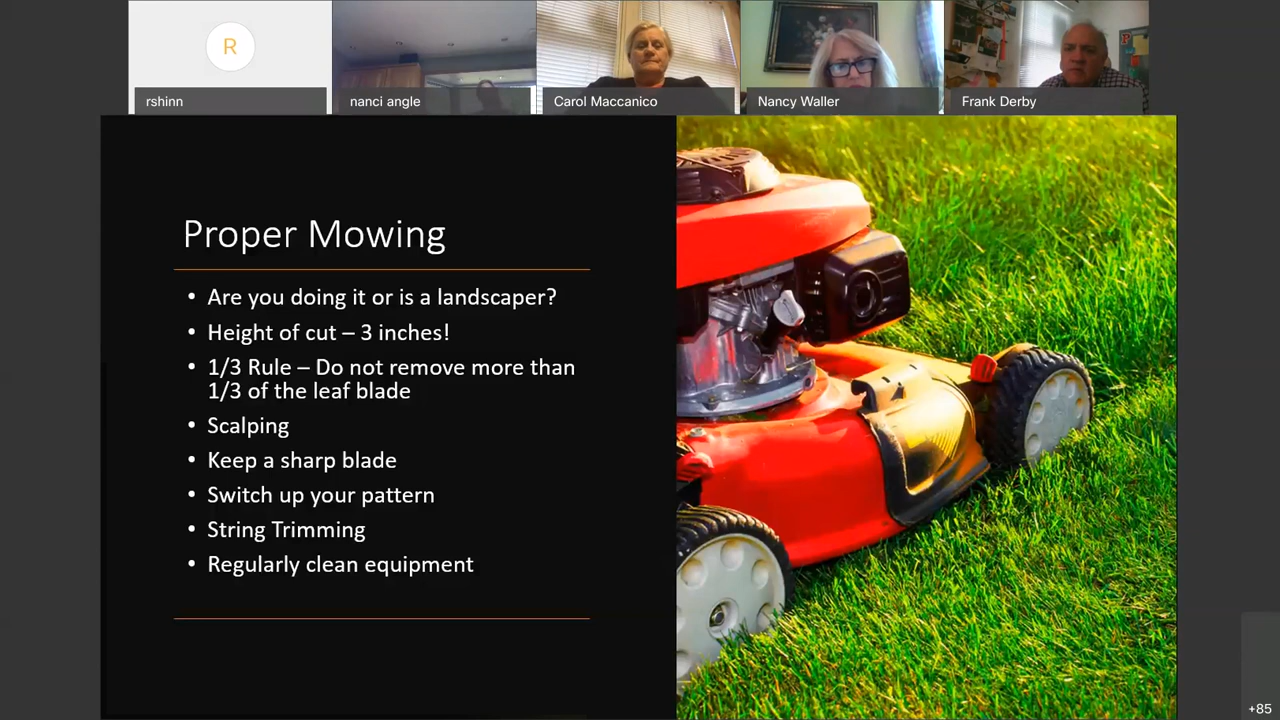 R
rshinn
nanci angle
Carol Maccanico
Nancy Waller
Frank Derby
Proper Mowing
• Are you doing it or is a landscaper?
• Height of cut – 3 inches!
• 1/3 Rule – Do not remove more than
1/3 of the leaf blade
• Scalping
• Keep a sharp blade
• Switch up your pattern
• String Trimming
• Regularly clean equipment
+85